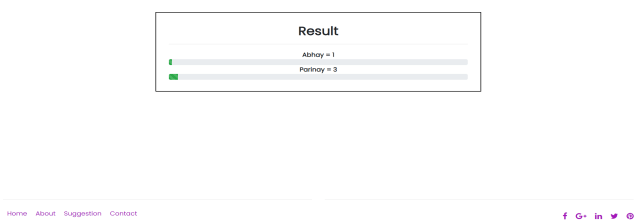 Result
Abhay = 1
Parinay = 3
Home About Suggestion Contact